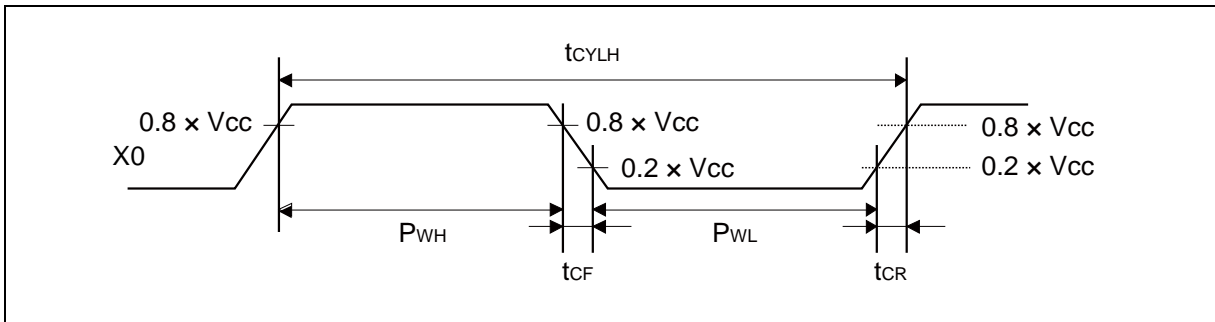 tCYLH
0.8 × Vcc
0.8 × Vcc
0.8 × Vcc
X0
0.2 × Vcc
0.2 × Vcc
PWH
PWL
tCF
tCR